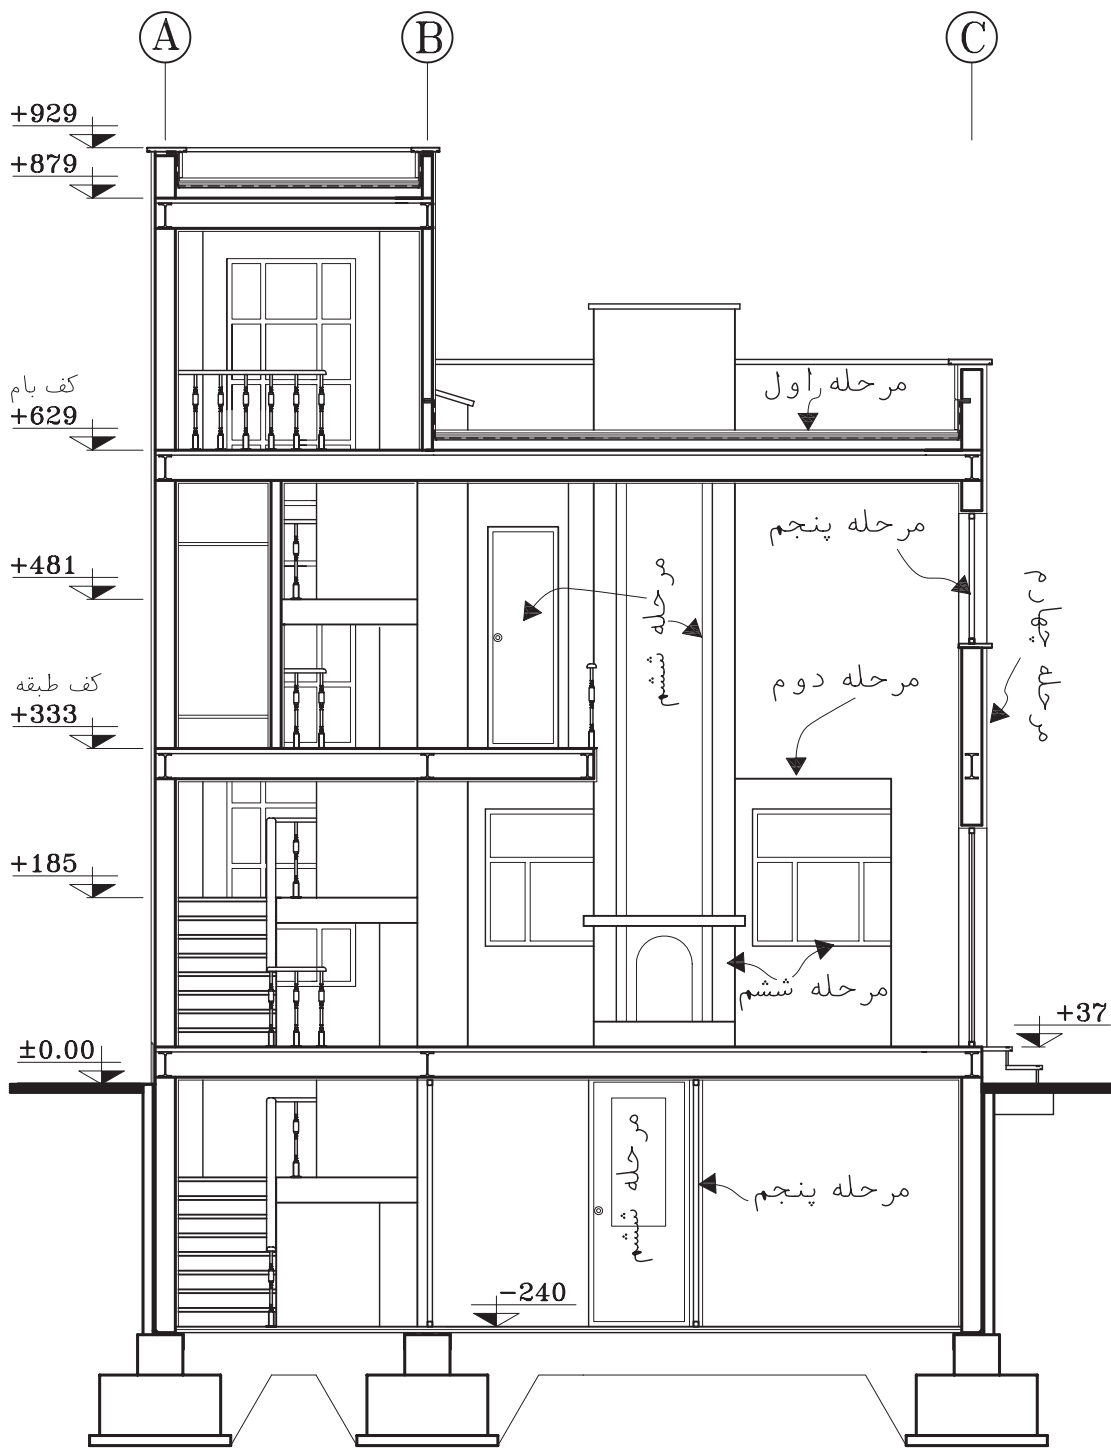 A B C
+929
+879
کف بام
+629
مرحله اول
مرحله پنجم
+481
مرحله ششم
مرحله چهارم
کف طبقه
+333
مرحله دوم
+185
مرحله ششم
+37
±0.00
مرحله ششم
مرحله پنجم
-240